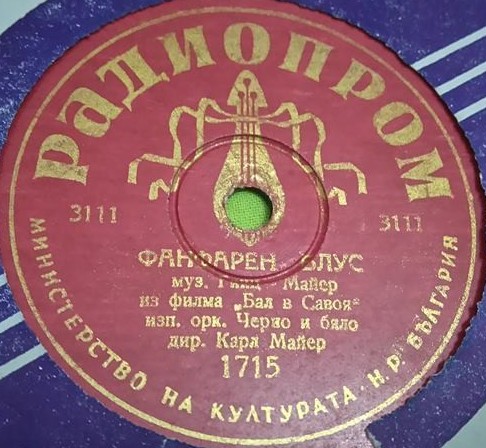 РАДИОПРОМ
3111 3111
ФАНФАРЕН БЛУС
муз. Майер
из филма „Бал в Савоя“
изп. орк. Черно и бяло
дир. Карл Майер
1715
МИНИСТЕРСТВО НА КУЛТУРАТА · Н.Р. БЪЛГАРИЯ